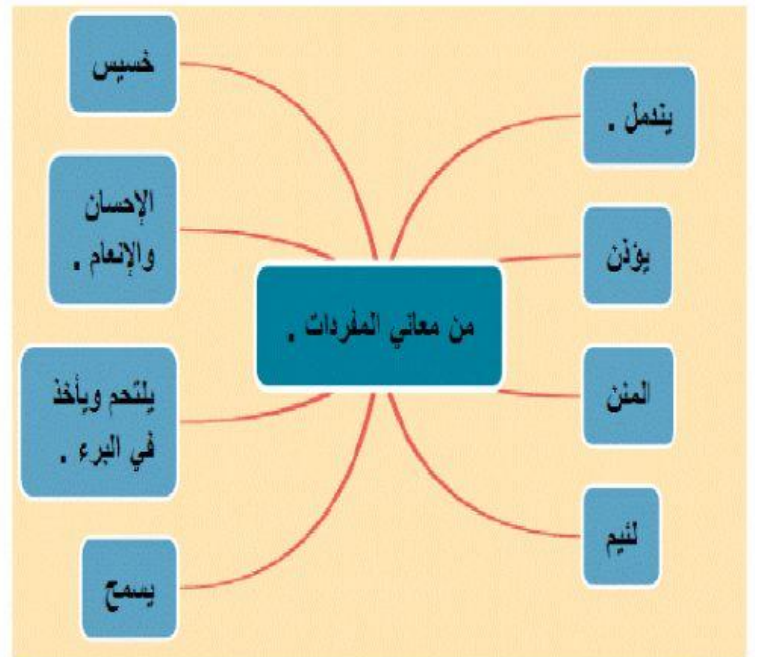 يندمل .
يؤذن
المنن
لئيم
من معاني المفردات .
خسيس
الإحسان
والإنعام .
يلتحم ويأخذ
في البرء .
يسمح